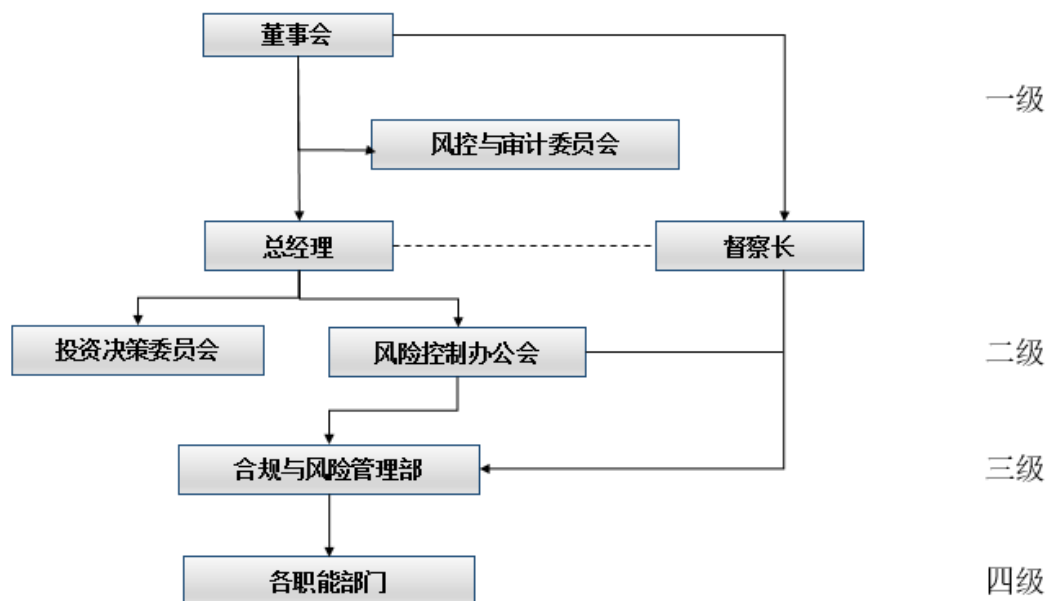 董事会
一级
风控与审计委员会
总经理
督察长
投资决策委员会
风险控制办公会
二级
合规与风险管理部
三级
各职能部门
四级